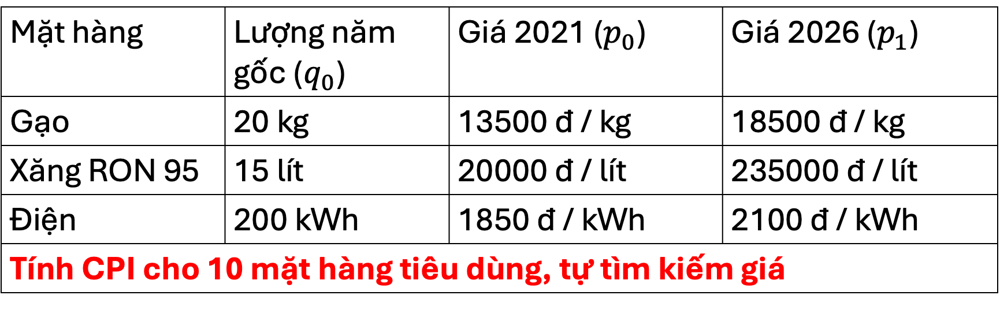 Mặt hàng Lượng năm gốc (q₀) Giá 2021 (p₀) Giá 2026 (p₁)
Gạo 20 kg 13500 đ / kg 18500 đ / kg
Xăng RON 95 15 lít 20000 đ / lít 235000 đ / lít
Điện 200 kWh 1850 đ / kWh 2100 đ / kWh
Tính CPI cho 10 mặt hàng tiêu dùng, tự tìm kiếm giá